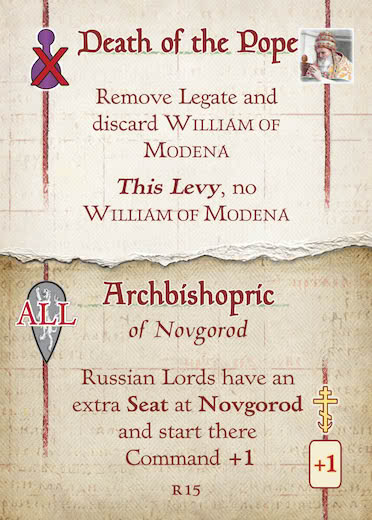 Death of the Pope
Remove Legate and
discard WILLIAM OF
MODENA
This Levy, no
WILLIAM OF MODENA
ALL
Archbishopric
of Novgorod
Russian Lords have an
extra Seat at Novgorod
and start there
Command +1
+1
R15